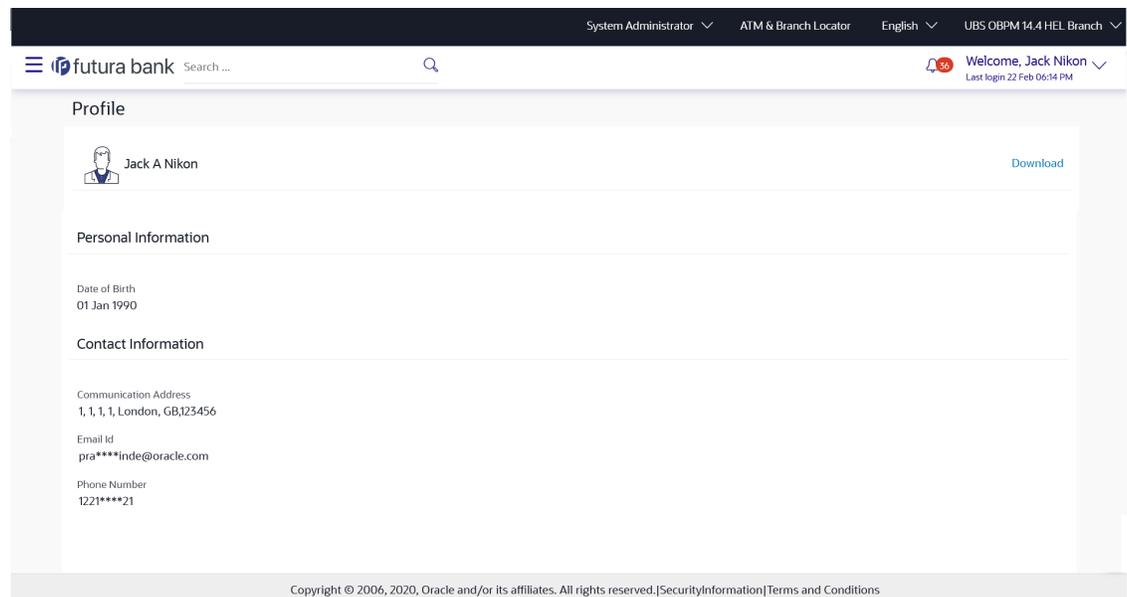 System Administrator ATM & Branch Locator English UBS OBPM 14.4 HEL Branch
futura bank Search ... 36 Welcome, Jack Nikon
Last login 22 Feb 06:14 PM
Profile
Jack A Nikon Download
Personal Information
Date of Birth
01 Jan 1990
Contact Information
Communication Address
1, 1, 1, 1, London, GB,123456
Email Id
pra****inde@oracle.com
Phone Number
1221****21
Copyright © 2006, 2020, Oracle and/or its affiliates. All rights reserved.|SecurityInformation|Terms and Conditions